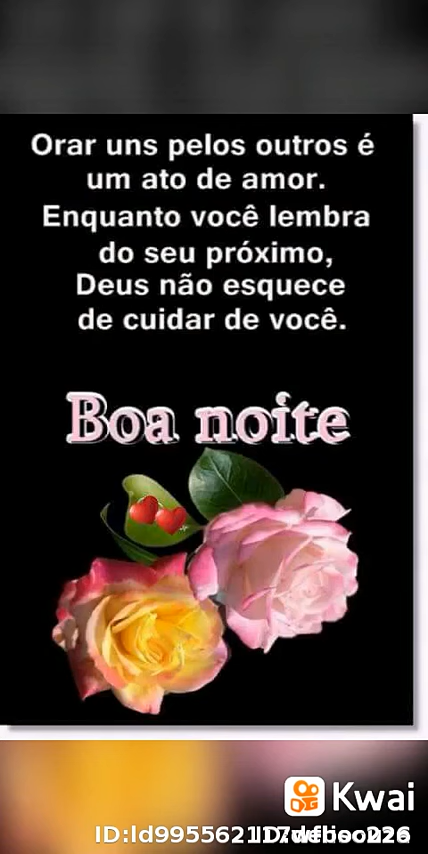 Orar uns pelos outros é
um ato de amor.
Enquanto você lembra
do seu próximo,
Deus não esquece
de cuidar de você.
Boa noite
Kwai